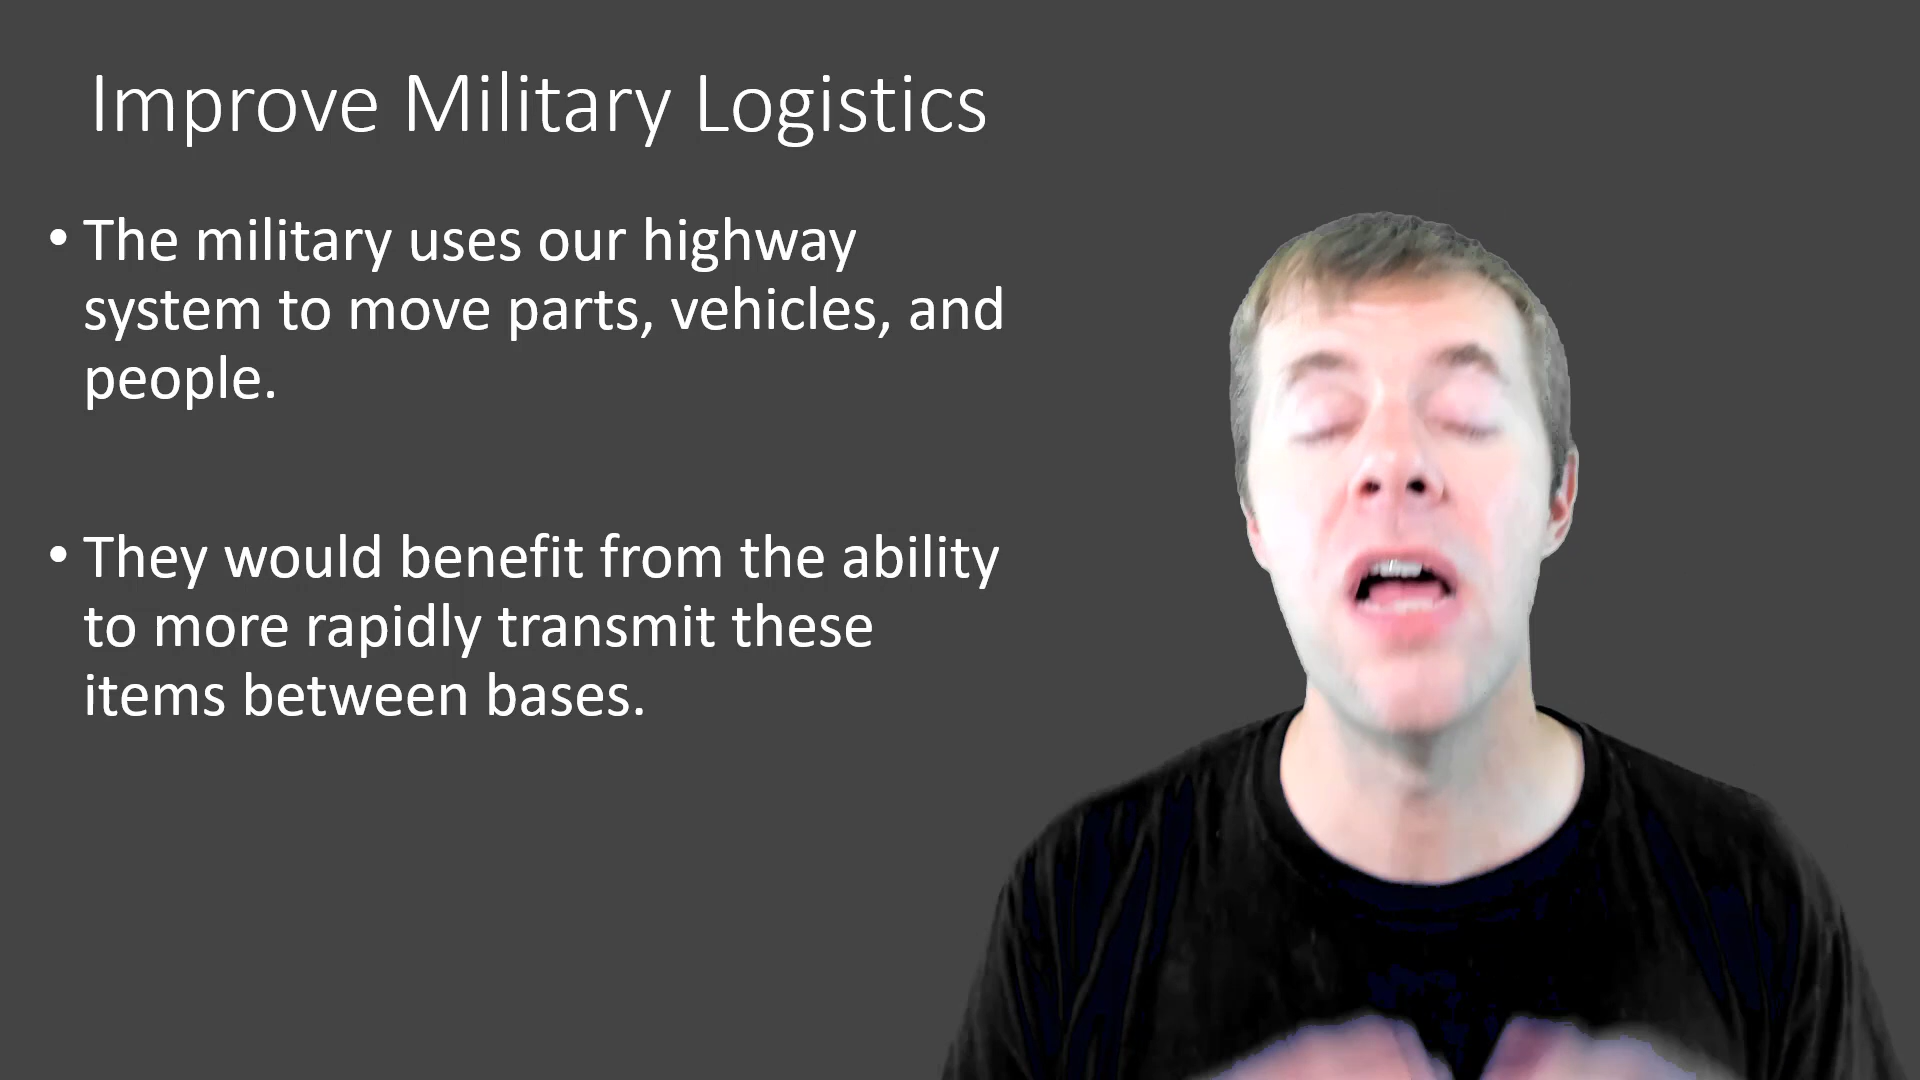 Improve Military Logistics
• The military uses our highway
system to move parts, vehicles, and
people.
• They would benefit from the ability
to more rapidly transmit these
items between bases.